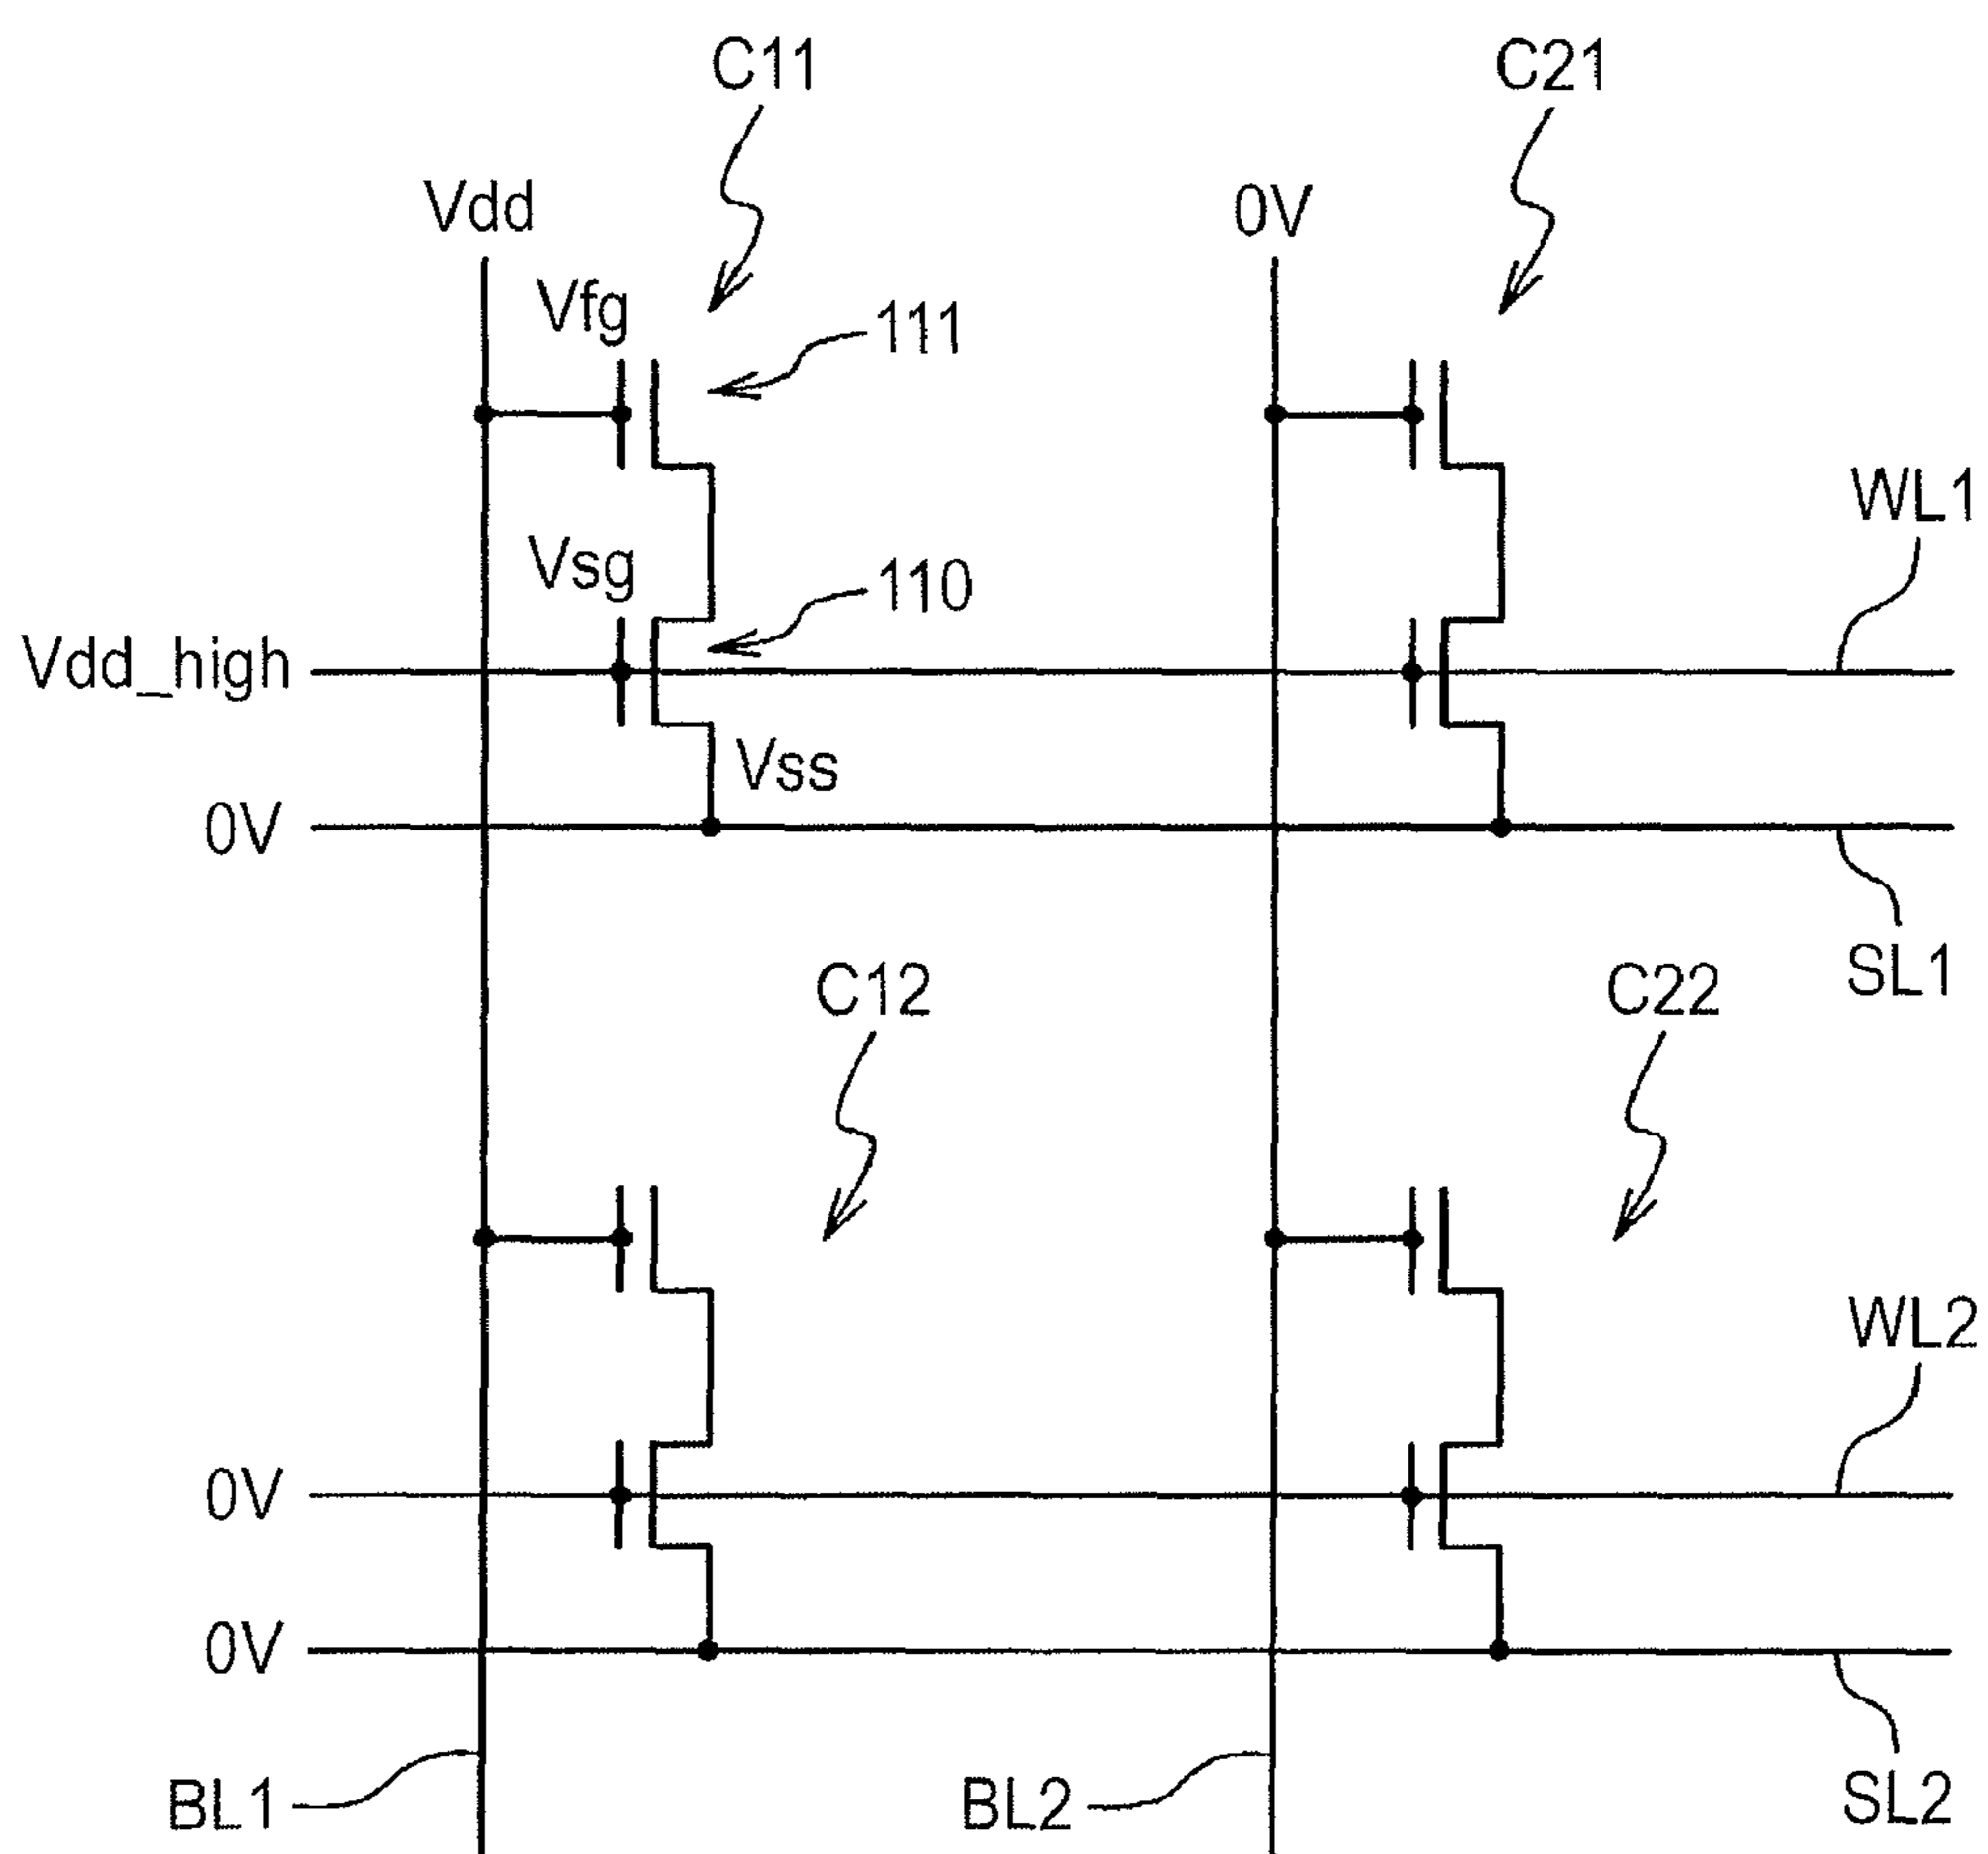 C11
C21
Vdd
0V
Vfg
111
WL1
Vsg
110
Vdd_high
Vss
0V
SL1
C12
C22
WL2
0V
0V
SL2
BL1
BL2